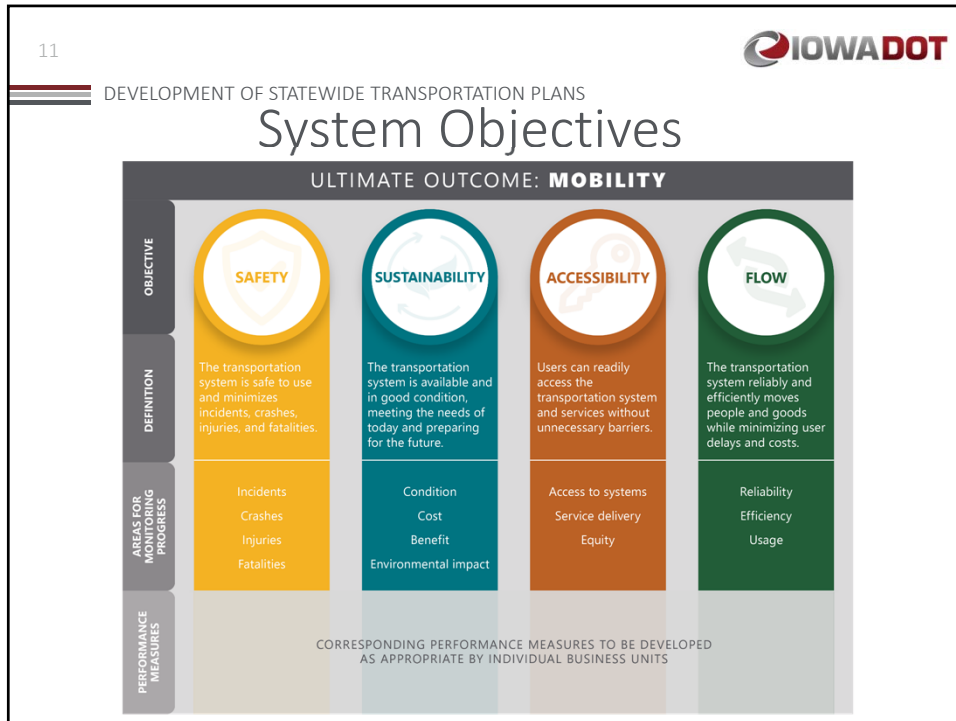 11
IOWADOT
DEVELOPMENT OF STATEWIDE TRANSPORTATION PLANS
System Objectives
ULTIMATE OUTCOME: MOBILITY
OBJECTIVE
SAFETY
SUSTAINABILITY
ACCESSIBILITY
FLOW
DEFINITION
The transportation
system is safe to use
and minimizes
incidents, crashes,
injuries, and fatalities.
The transportation
system is available and
in good condition,
meeting the needs of
today and preparing
for the future.
Users can readily
access the
transportation system
and services without
unnecessary barriers.
The transportation
system reliably and
efficiently moves
people and goods
while minimizing user
delays and costs.
AREAS FOR
MONITORING
PROGRESS
Incidents
Crashes
Injuries
Fatalities
Condition
Cost
Benefit
Environmental impact
Access to systems
Service delivery
Equity
Reliability
Efficiency
Usage
PERFORMANCE
MEASURES
CORRESPONDING PERFORMANCE MEASURES TO BE DEVELOPED
AS APPROPRIATE BY INDIVIDUAL BUSINESS UNITS